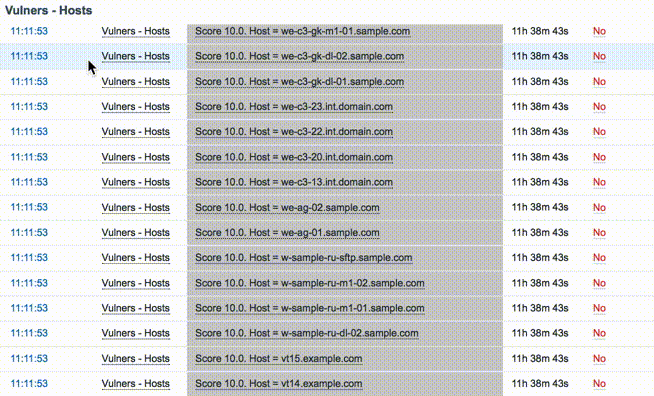 Vulners - Hosts
11:11:53 Vulners - Hosts Score 10.0. Host = we-c3-gk-m1-01.sample.com 11h 38m 43s No
11:11:53 Vulners - Hosts Score 10.0. Host = we-c3-gk-dl-02.sample.com 11h 38m 43s No
11:11:53 Vulners - Hosts Score 10.0. Host = we-c3-gk-dl-01.sample.com 11h 38m 43s No
11:11:53 Vulners - Hosts Score 10.0. Host = we-c3-23.int.domain.com 11h 38m 43s No
11:11:53 Vulners - Hosts Score 10.0. Host = we-c3-22.int.domain.com 11h 38m 43s No
11:11:53 Vulners - Hosts Score 10.0. Host = we-c3-20.int.domain.com 11h 38m 43s No
11:11:53 Vulners - Hosts Score 10.0. Host = we-c3-13.int.domain.com 11h 38m 43s No
11:11:53 Vulners - Hosts Score 10.0. Host = we-ag-02.sample.com 11h 38m 43s No
11:11:53 Vulners - Hosts Score 10.0. Host = we-ag-01.sample.com 11h 38m 43s No
11:11:53 Vulners - Hosts Score 10.0. Host = w-sample-ru-sftp.sample.com 11h 38m 43s No
11:11:53 Vulners - Hosts Score 10.0. Host = w-sample-ru-m1-02.sample.com 11h 38m 43s No
11:11:53 Vulners - Hosts Score 10.0. Host = w-sample-ru-m1-01.sample.com 11h 38m 43s No
11:11:53 Vulners - Hosts Score 10.0. Host = w-sample-ru-dl-02.sample.com 11h 38m 43s No
11:11:53 Vulners - Hosts Score 10.0. Host = vt15.example.com 11h 38m 43s No
11:11:53 Vulners - Hosts Score 10.0. Host = vt14.example.com 11h 38m 43s No